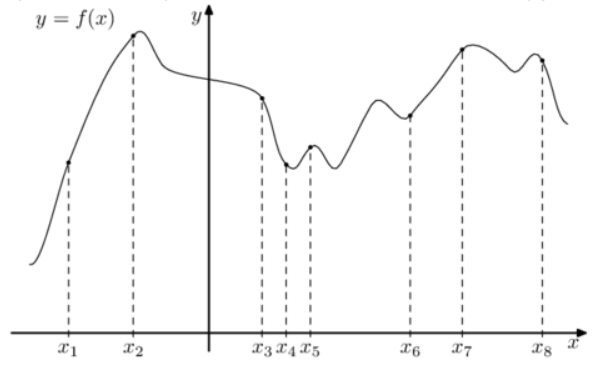 y = f(x)
y
x₁ x₂ x₃ x₄ x₅ x₆ x₇ x₈ x